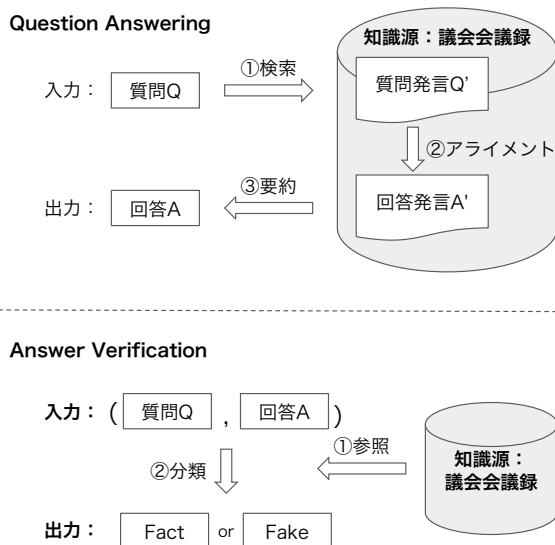 Question Answering
知識源：議会会議録
入力： 質問Q ①検索 質問発言Q’
②アライメント
出力： 回答A ③要約 回答発言A'
Answer Verification
入力：( 質問Q , 回答A )
①参照
②分類
知識源：
議会会議録
出力： Fact or Fake